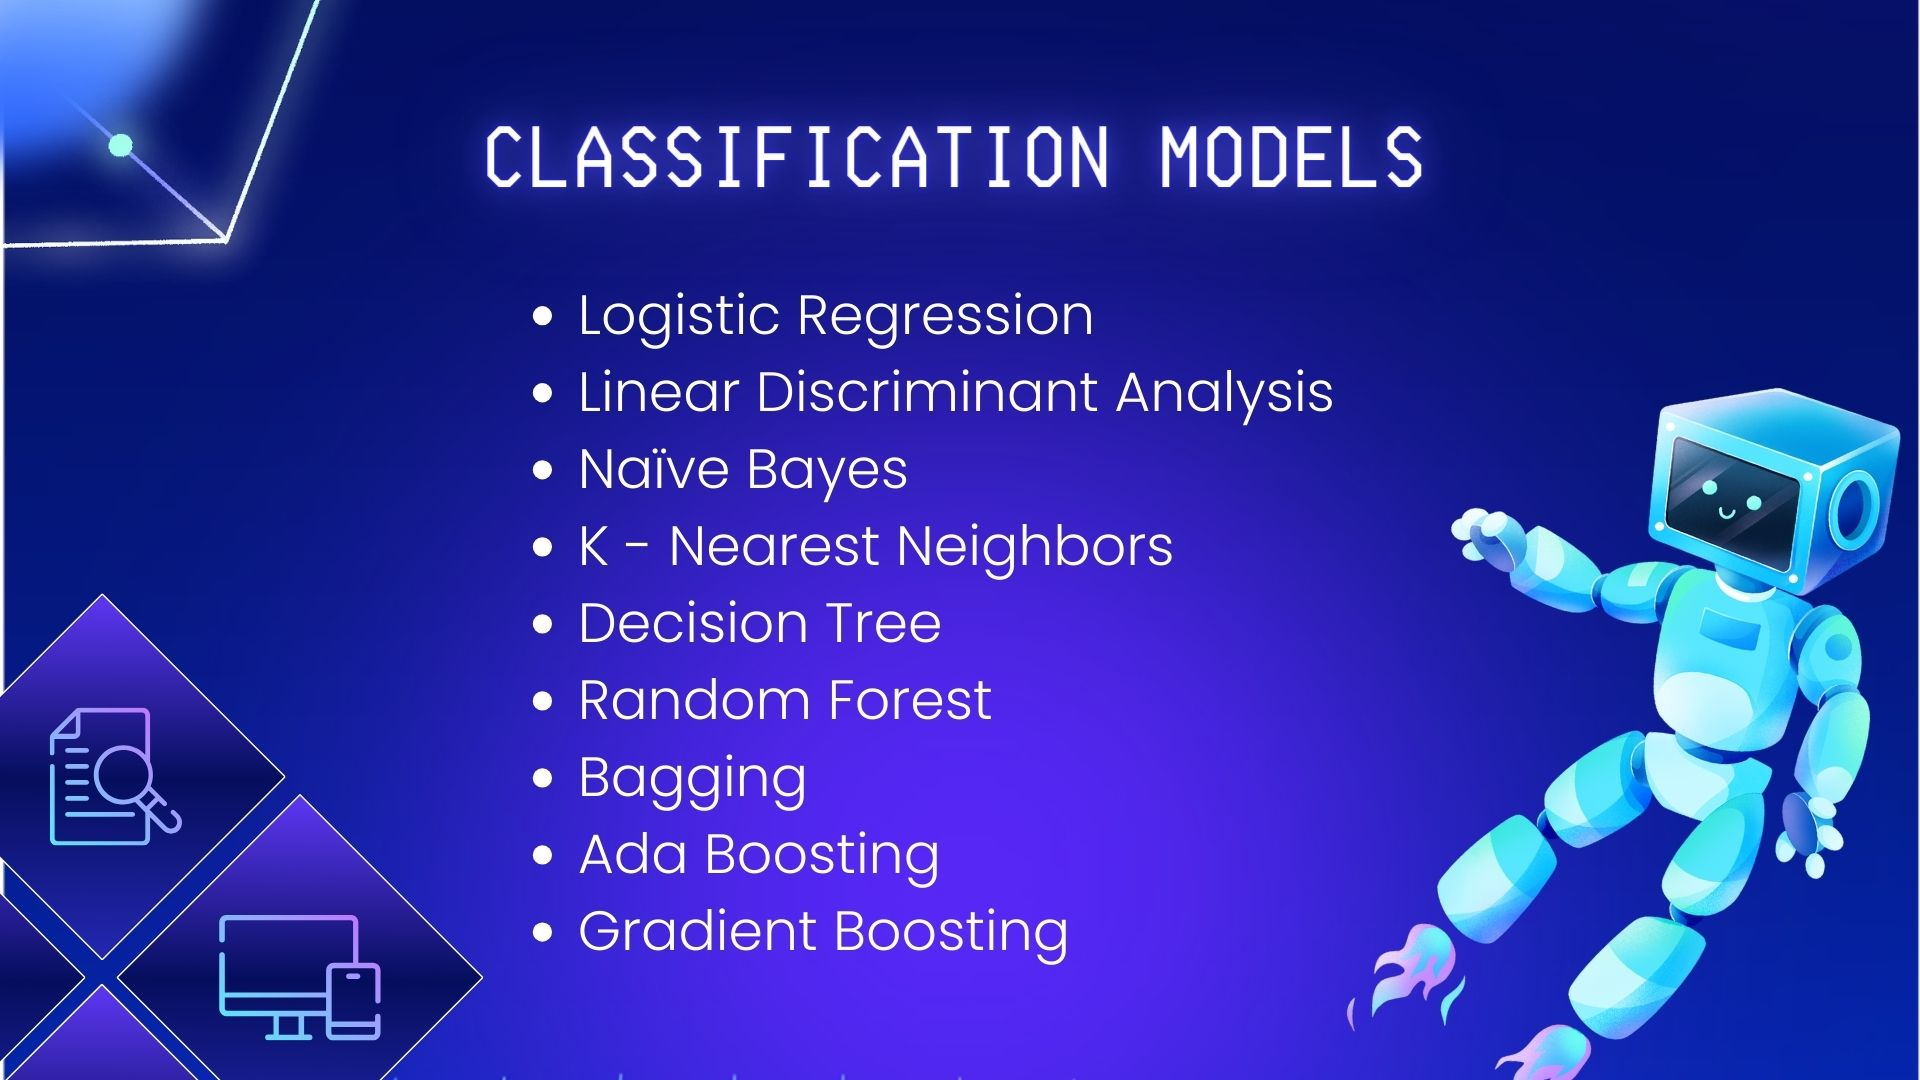 CLASSIFICATION MODELS
• Logistic Regression
• Linear Discriminant Analysis
• Naïve Bayes
• K - Nearest Neighbors
• Decision Tree
• Random Forest
• Bagging
• Ada Boosting
• Gradient Boosting